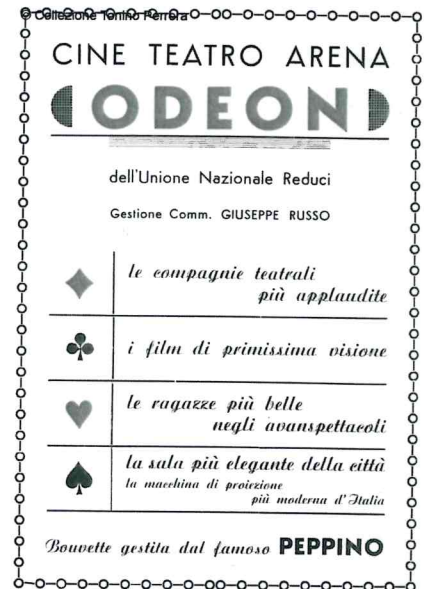 © Collezione Tonino Perrera
CINE TEATRO ARENA
ODEON
dell'Unione Nazionale Reduci
Gestione Comm. GIUSEPPE RUSSO
le compagnie teatrali
più applaudite
i film di primissima visione
le ragazze più belle
negli avanspettacoli
la sala più elegante della città
la macchina di proiezione
più moderna d'Italia
Bouvette gestita dal famoso PEPPINO